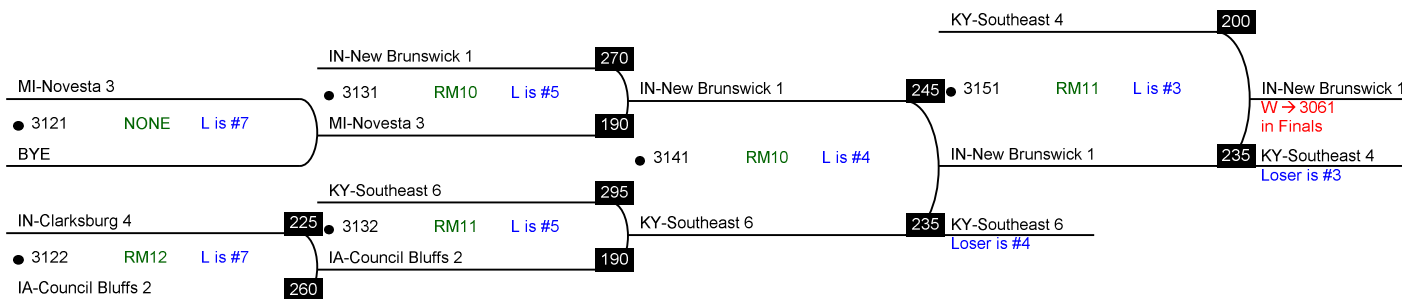 MI-Novesta 3
3121 NONE L is #7
BYE
IN-Clarksburg 4 225
3122 RM12 L is #7
IA-Council Bluffs 2 260
IN-New Brunswick 1 270
3131 RM10 L is #5
MI-Novesta 3 190
KY-Southeast 6 295
3132 RM11 L is #5
IA-Council Bluffs 2 190
IN-New Brunswick 1 245
3141 RM10 L is #4
KY-Southeast 6 235
KY-Southeast 4 200
3151 RM11 L is #3
IN-New Brunswick 1 235
KY-Southeast 6
Loser is #4
IN-New Brunswick 1
W → 3061
in Finals
KY-Southeast 4
Loser is #3